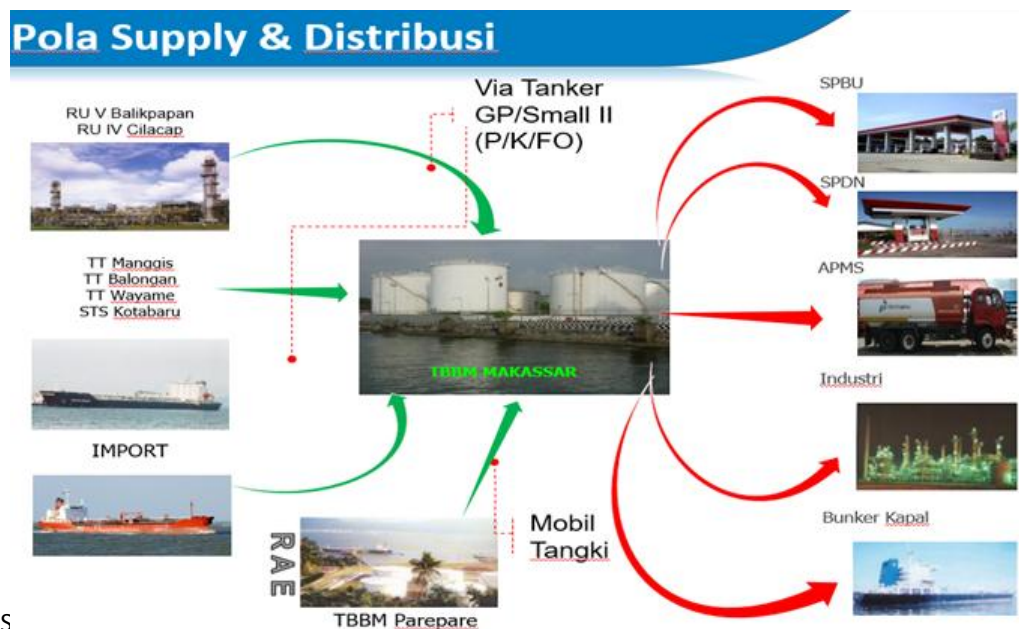 Pola Supply & Distribusi
RU V Balikpapan
RU IV Cilacap
Via Tanker
GP/Small II
(P/K/FO)
TT Manggis
TT Balongan
TT Wayame
STS Kotabaru
IMPORT
TBBM MAKASSAR
RAE
TBBM Parepare
Mobil
Tangki
SPBU
SPDN
APMS
Industri
Bunker Kapal
S